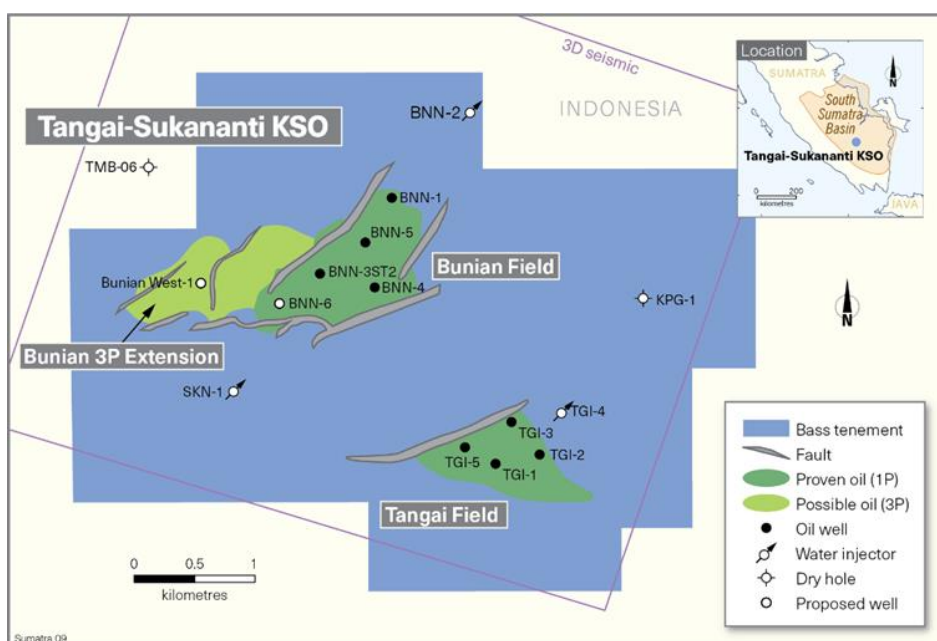 3D seismic
INDONESIA
Tangai-Sukananti KSO
BNN-2
TMB-06
BNN-1
BNN-5
Bunian Field
BNN-3ST2
BNN-4
Bunian West-1
BNN-6
KPG-1
N
Bunian 3P Extension
SKN-1
TGI-4
TGI-3
TGI-2
TGI-5
TGI-1
Tangai Field
0 0.5 1
kilometres
Sumatra 09
Location
SUMATRA
N
South
Sumatra
Basin
Tangai-Sukananti KSO
0 200
kilometres
JAVA
Bass tenement
Fault
Proven oil (1P)
Possible oil (3P)
Oil well
Water injector
Dry hole
Proposed well